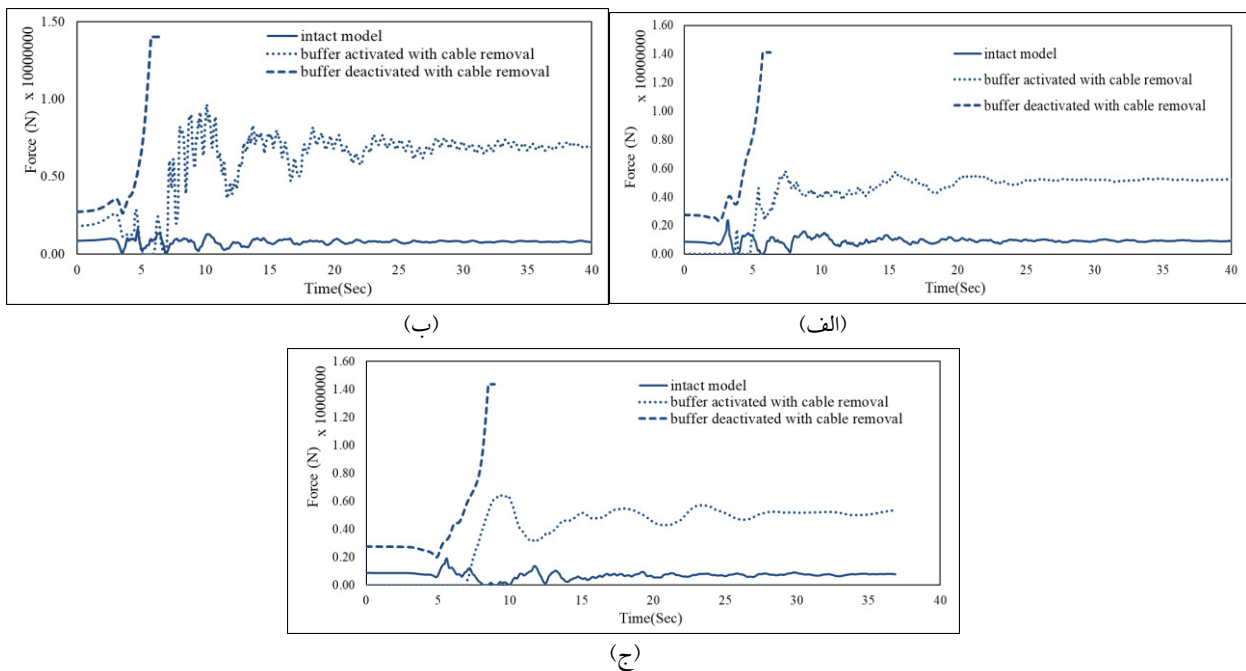 1.50
1.00
0.50
0.00
Force (N)
x 10000000
intact model
buffer activated with cable removal
buffer deactivated with cable removal
0 5 10 15 20 25 30 35 40
Time(Sec)
(ب)
1.60
1.40
1.20
1.00
0.80
0.60
0.40
0.20
0.00
Force (N)
x 10000000
intact model
buffer activated with cable removal
buffer deactivated with cable removal
0 5 10 15 20 25 30 35 40
Time(Sec)
(الف)
1.60
1.40
1.20
1.00
0.80
0.60
0.40
0.20
0.00
Force (N)
x 10000000
intact model
buffer activated with cable removal
buffer deactivated with cable removal
0 5 10 15 20 25 30 35 40
Time(Sec)
(ج)